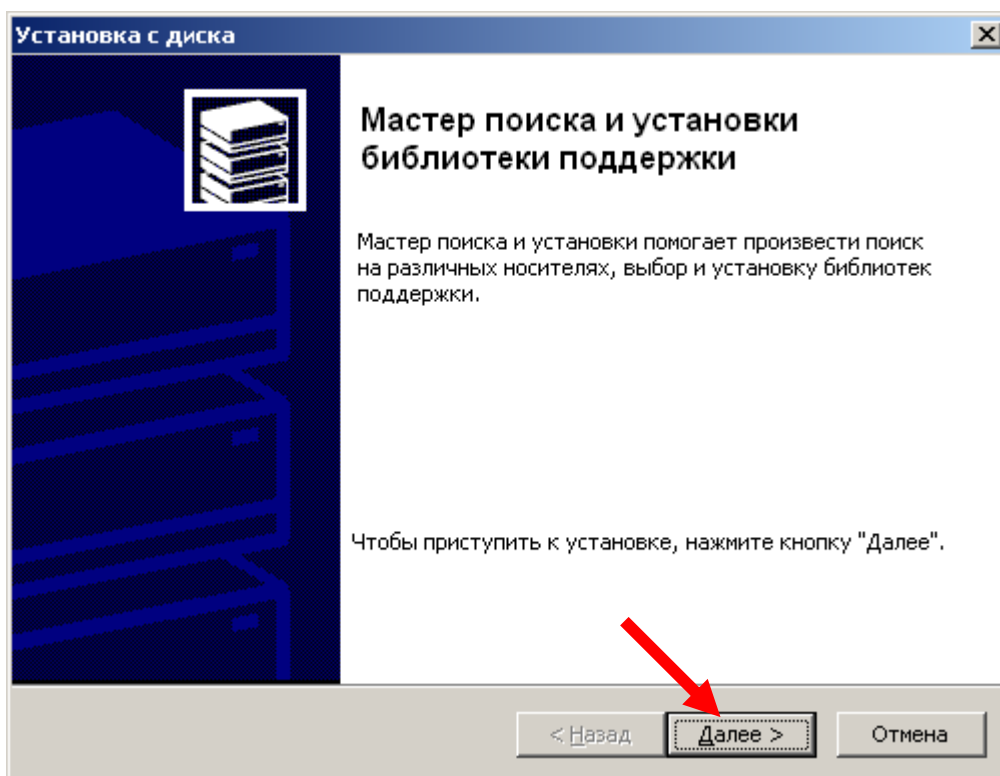 Установка с диска
Мастер поиска и установки
библиотеки поддержки
Мастер поиска и установки помогает произвести поиск
на различных носителях, выбор и установку библиотек
поддержки.
Чтобы приступить к установке, нажмите кнопку "Далее".
< Назад Далее > Отмена